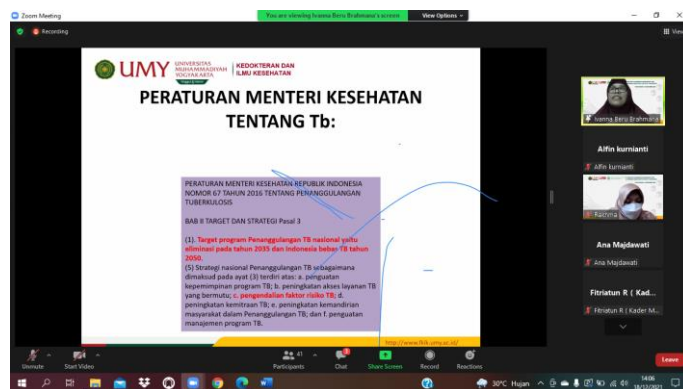 Zoom Meeting
You are viewing Ivanna Beru Brahmana's screen
View Options
Recording
View
UMY
UNIVERSITAS
MUHAMMADIYAH
YOGYAKARTA
KEDOKTERAN DAN
ILMU KESEHATAN
PERATURAN MENTERI KESEHATAN
TENTANG Tb:
PERATURAN MENTERI KESEHATAN REPUBLIK INDONESIA
NOMOR 67 TAHUN 2016 TENTANG PENANGGULANGAN
TUBERKULOSIS
BAB II TARGET DAN STRATEGI Pasal 3
(1). Target program Penanggulangan TB nasional yaitu
eliminasi pada tahun 2035 dan Indonesia bebas TB tahun
2050.
(5) Strategi nasional Penanggulangan TB sebagaimana
dimaksud pada ayat (3) terdiri atas: a. penguatan
kepemimpinan program TB; b. peningkatan akses layanan TB
yang bermutu; c. pengendalian faktor risiko TB; d.
peningkatan kemitraan TB; e. peningkatan kemandirian
masyarakat dalam Penanggulangan TB; dan f. penguatan
manajemen program TB.
http://www.fkik.umy.ac.id/
Ivanna Beru Brahmana
Alfin kurnianti
Alfin kurnianti
Rachma
Ana Majdawati
Ana Majdawati
Fitriatun R ( Kad...
Fitriatun R ( Kader M...
Unmute
Start Video
Participants
41
Chat
Share Screen
Record
Reactions
Leave
30°C Hujan
14:06
18/12/2021